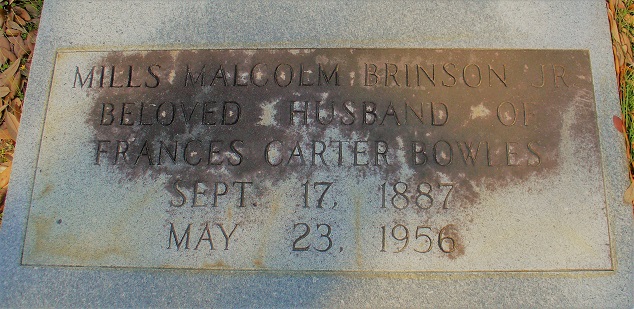 MILLS MALCOLM BRINSON JR
BELOVED HUSBAND OF
FRANCES CARTER BOWLES
SEPT. 17, 1887
MAY 23, 1956